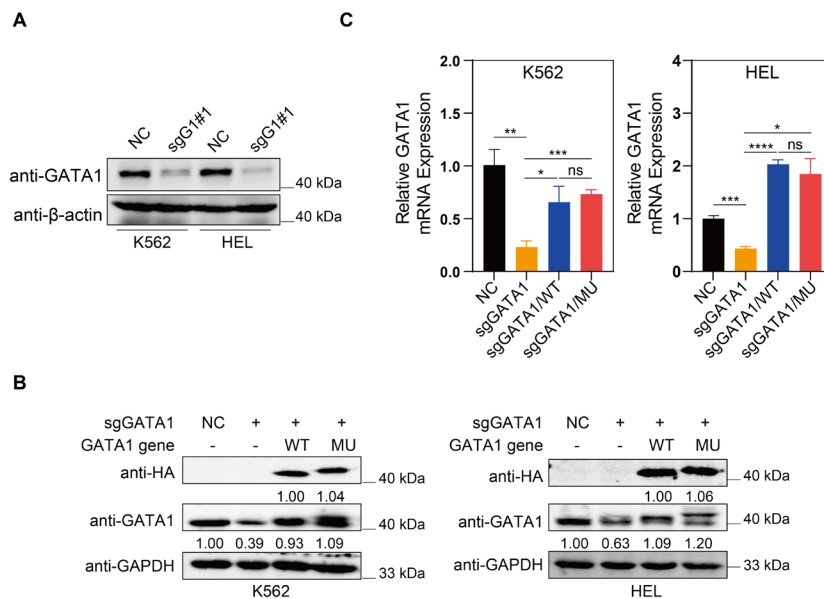 A
NC sgG1#1 NC sgG1#1
anti-GATA1
40 kDa
anti-β-actin
40 kDa
K562 HEL
C
Relative GATA1
mRNA Expression
K562
2.0
1.5
1.0
0.5
0.0
**
***
* ns
NC sgGATA1 sgGATA1/WT sgGATA1/MU
Relative GATA1
mRNA Expression
HEL
4
3
2
1
0
*
**** ns
***
NC sgGATA1 sgGATA1/WT sgGATA1/MU
B
sgGATA1 NC + + +
GATA1 gene - - WT MU
anti-HA
40 kDa
1.00 1.04
anti-GATA1
40 kDa
1.00 0.39 0.93 1.09
anti-GAPDH
33 kDa
K562
sgGATA1 NC + + +
GATA1 gene - - WT MU
anti-HA
40 kDa
1.00 1.06
anti-GATA1
40 kDa
1.00 0.63 1.09 1.20
anti-GAPDH
33 kDa
HEL